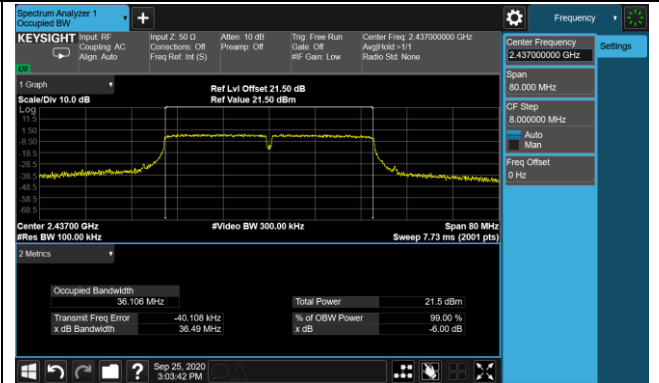 Spectrum Analyzer 1
Occupied BW
Frequency
KEYSIGHT
Input: RF
Coupling: AC
Align: Auto
Input Z: 50 Ω
Corrections: Off
Freq Ref: Int (S)
Atten: 10 dB
Preamp: Off
Trig: Free Run
Gate: Off
#IF Gain: Low
Center Freq: 2.437000000 GHz
Avg|Hold:>1/1
Radio Std: None
LXI
Center Frequency
2.437000000 GHz
Settings
Span
80.000 MHz
CF Step
8.000000 MHz
Auto
Man
Freq Offset
0 Hz
1 Graph
Scale/Div 10.0 dB
Ref Lvl Offset 21.50 dB
Ref Value 21.50 dBm
Log
11.5
1.50
-8.50
-18.5
-28.5
-38.5
-48.5
-58.5
-68.5
Center 2.43700 GHz
#Res BW 100.00 kHz
#Video BW 300.00 kHz
Span 80 MHz
Sweep 7.73 ms (2001 pts)
2 Metrics
Occupied Bandwidth
36.106 MHz
Total Power 21.5 dBm
Transmit Freq Error -40.108 kHz
% of OBW Power 99.00 %
x dB Bandwidth 36.49 MHz
x dB -6.00 dB
Sep 25, 2020
3:03:42 PM